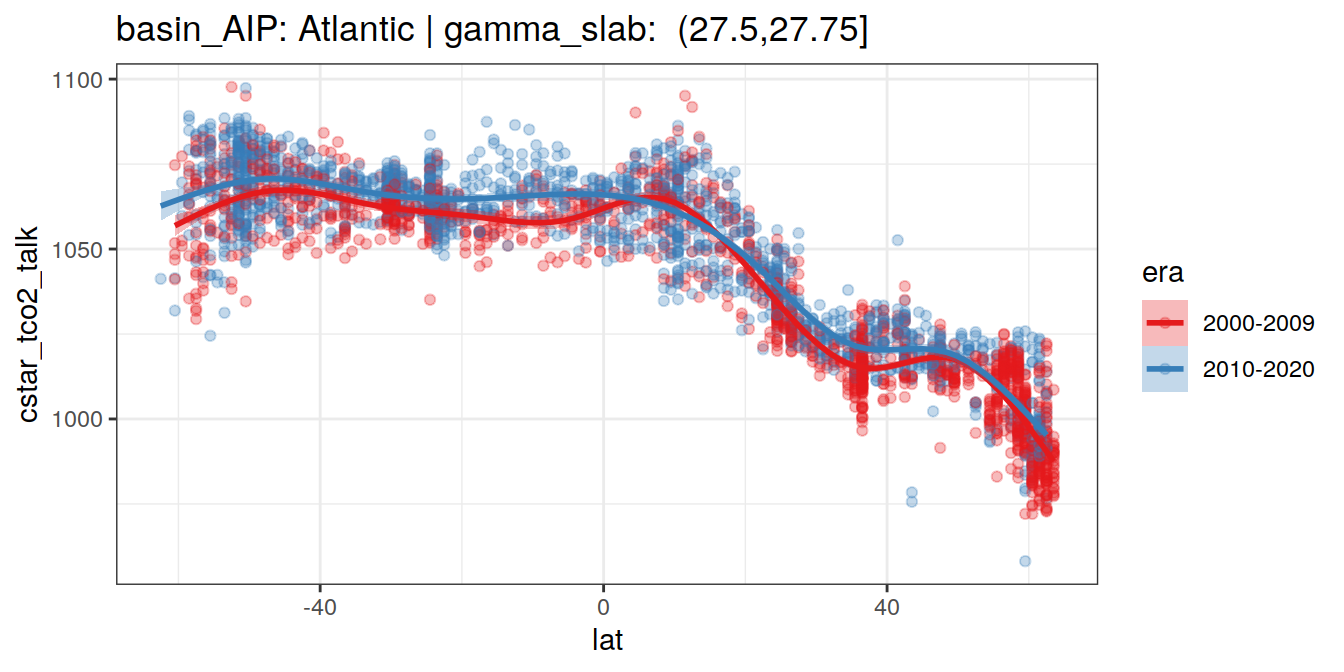 basin_AIP: Atlantic | gamma_slab:  (27.5,27.75]
1100
1050
1000
cstar_tco2_talk
-40
0
40
lat
era
2000-2009
2010-2020